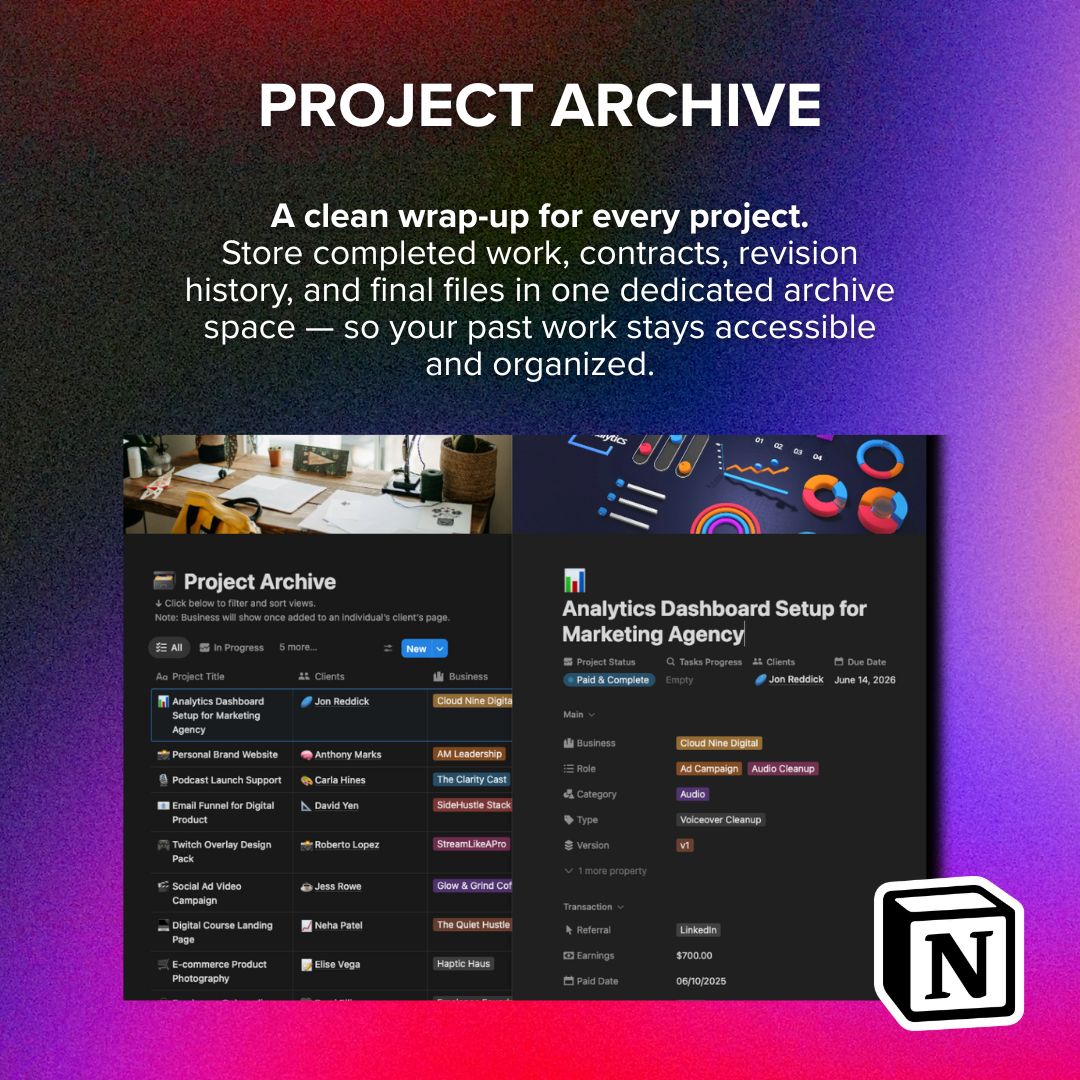 PROJECT ARCHIVE
A clean wrap-up for every project.
Store completed work, contracts, revision
history, and final files in one dedicated archive
space — so your past work stays accessible
and organized.
01 02 03 04
Project Archive
↓ Click below to filter and sort views.
Note: Business will show once added to an individual's client's page.
All In Progress 5 more... New
Aa Project Title Clients Business
Analytics Dashboard
Setup for Marketing
Agency
Jon Reddick
Cloud Nine Digita
Personal Brand Website Anthony Marks AM Leadership
Podcast Launch Support Carla Hines The Clarity Cast
Email Funnel for Digital
Product
David Yen
SideHustle Stack
Twitch Overlay Design
Pack
Roberto Lopez
StreamLikeAPro
Social Ad Video
Campaign
Jess Rowe
Glow & Grind Cof
Digital Course Landing
Page
Neha Patel
The Quiet Hustle
E-commerce Product
Photography
Elise Vega
Haptic Haus
Analytics Dashboard Setup for
Marketing Agency
Project Status Tasks Progress Clients Due Date
Paid & Complete Empty Jon Reddick June 14, 2026
Main
Business Cloud Nine Digital
Role Ad Campaign Audio Cleanup
Category Audio
Type Voiceover Cleanup
Version v1
1 more property
Transaction
Referral LinkedIn
Earnings $700.00
Paid Date 06/10/2025
N